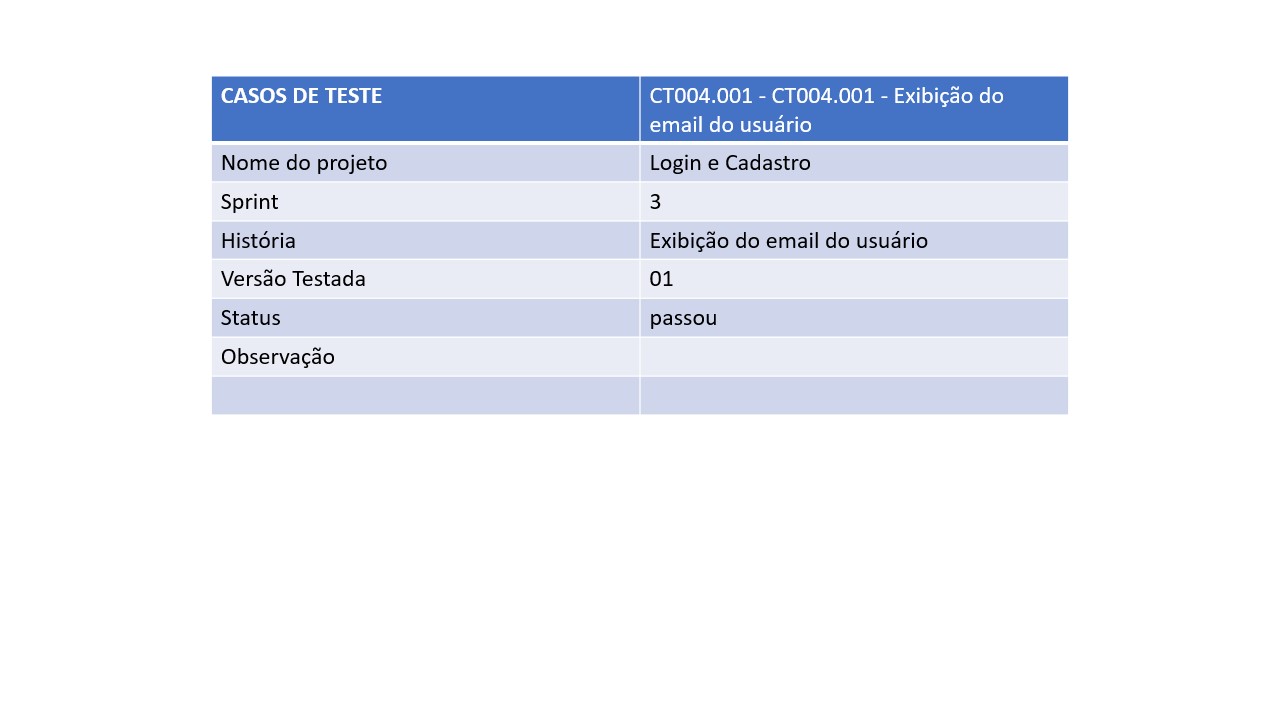 CASOS DE TESTE
CT004.001 - CT004.001 - Exibição do
email do usuário
Nome do projeto
Login e Cadastro
Sprint
3
História
Exibição do email do usuário
Versão Testada
01
Status
passou
Observação